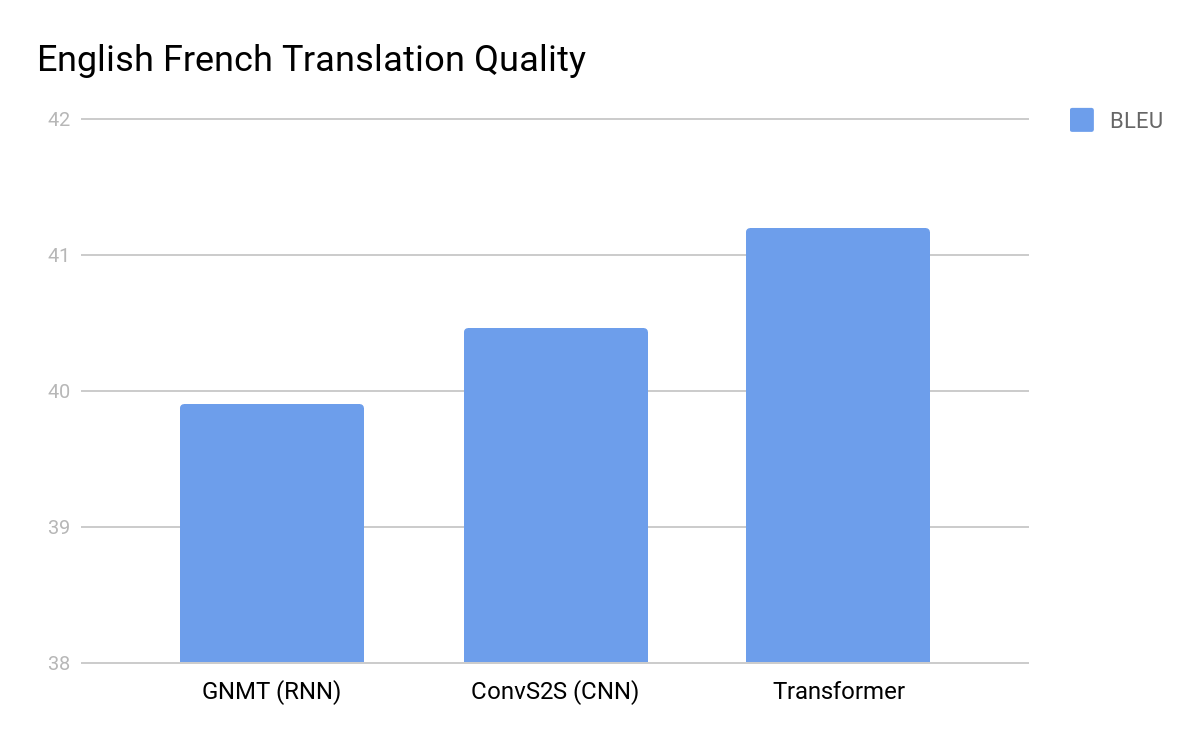 English French Translation Quality
42
BLEU
41
40
39
38
GNMT (RNN)
ConvS2S (CNN)
Transformer